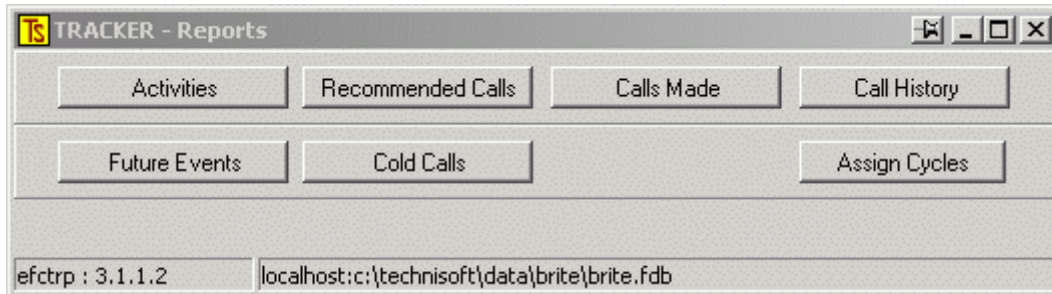 Ts TRACKER - Reports
Activities Recommended Calls Calls Made Call History
Future Events Cold Calls Assign Cycles
efctrp : 3.1.1.2 localhost:c:\technisoft\data\brite\brite.fdb